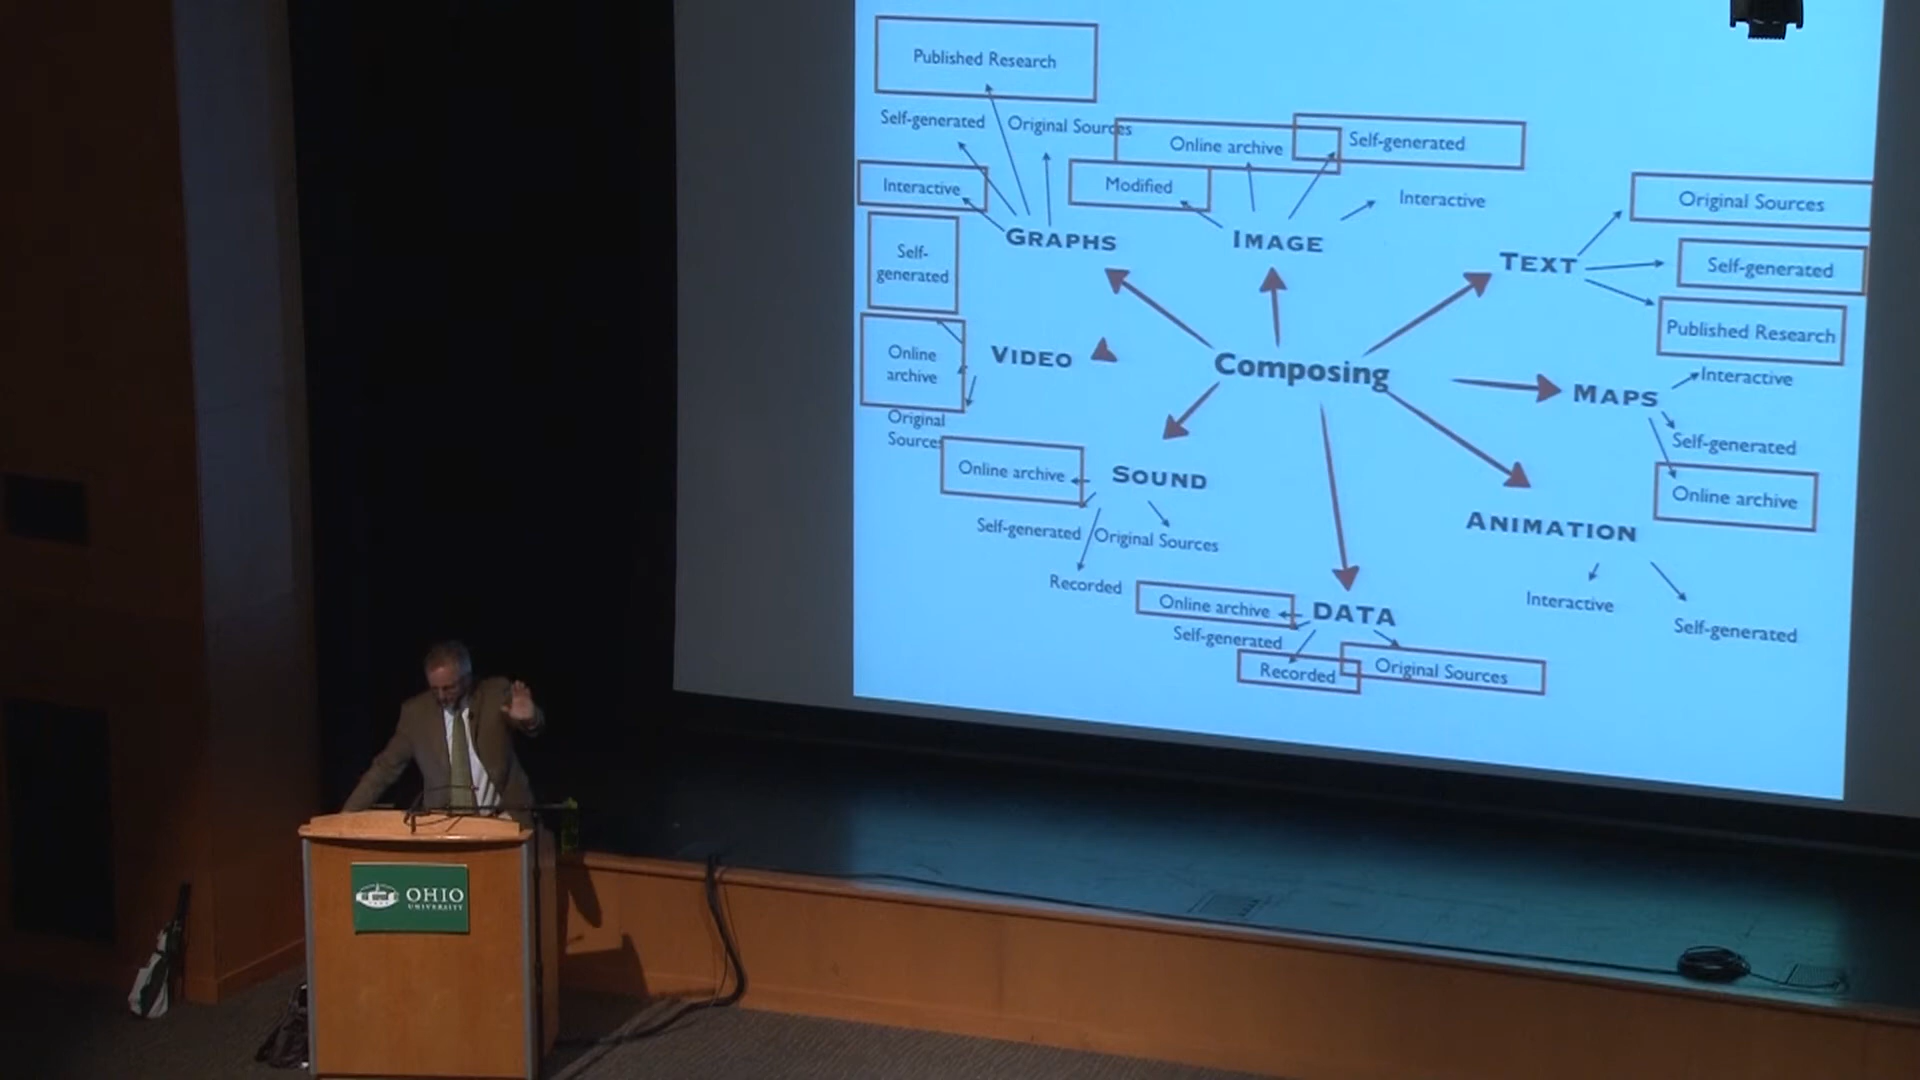 Published Research
Self-generated
Original Sources
Online archive
Self-generated
Interactive
Modified
Interactive
Original Sources
GRAPHS
IMAGE
TEXT
Self-generated
Self-
generated
Published Research
Online
archive
VIDEO
Composing
MAPS
Interactive
Original
Sources
Self-generated
Online archive
SOUND
Online archive
Self-generated
Original Sources
ANIMATION
Recorded
Interactive
Self-generated
Online archive
DATA
Self-generated
Recorded
Original Sources
OHIO
UNIVERSITY